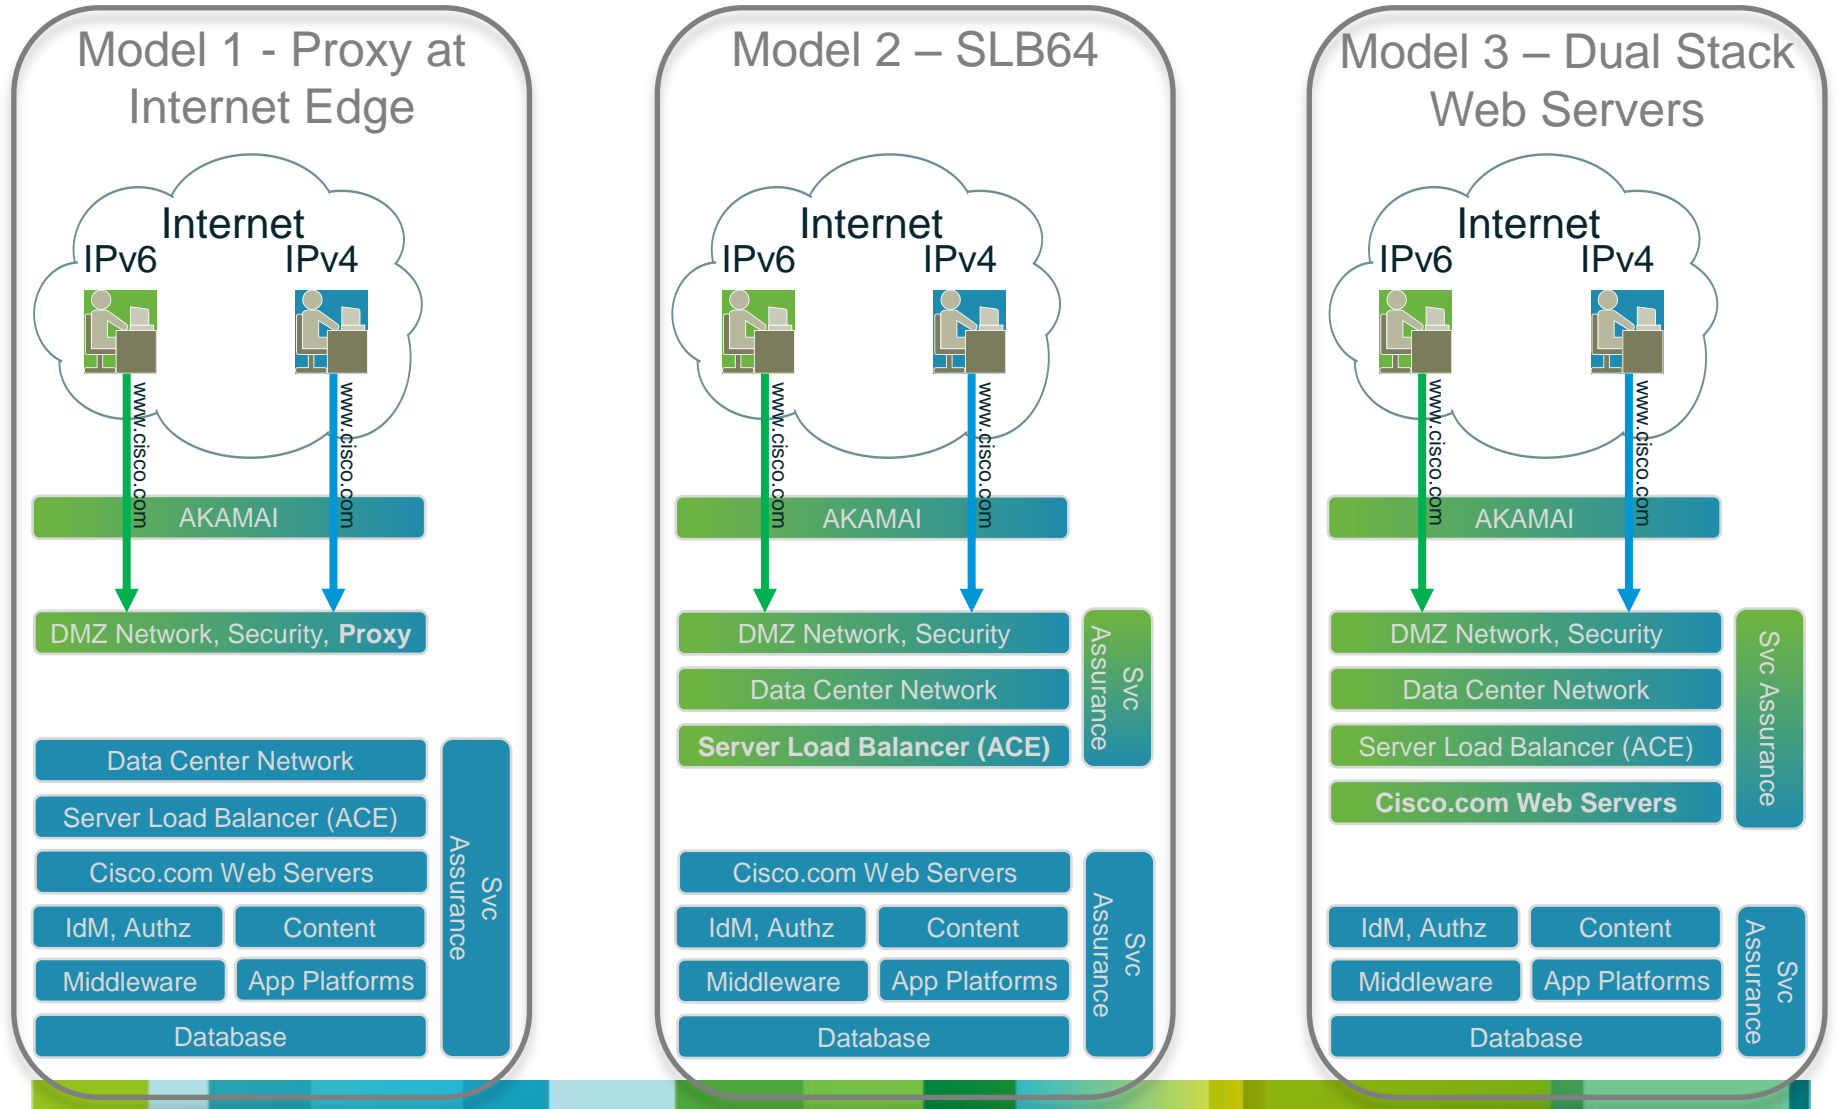 Model 1 - Proxy at
Internet Edge
Internet
IPv6
IPv4
www.cisco.com
www.cisco.com
AKAMAI
DMZ Network, Security, Proxy
Data Center Network
Server Load Balancer (ACE)
Cisco.com Web Servers
IdM, Authz
Content
Middleware
App Platforms
Database
Svc
Assurance
Model 2 – SLB64
Internet
IPv6
IPv4
www.cisco.com
www.cisco.com
AKAMAI
DMZ Network, Security
Data Center Network
Server Load Balancer (ACE)
Svc
Assurance
Cisco.com Web Servers
IdM, Authz
Content
Middleware
App Platforms
Database
Svc
Assurance
Model 3 – Dual Stack
Web Servers
Internet
IPv6
IPv4
www.cisco.com
www.cisco.com
AKAMAI
DMZ Network, Security
Data Center Network
Server Load Balancer (ACE)
Cisco.com Web Servers
Svc Assurance
IdM, Authz
Content
Middleware
App Platforms
Database
Svc
Assurance